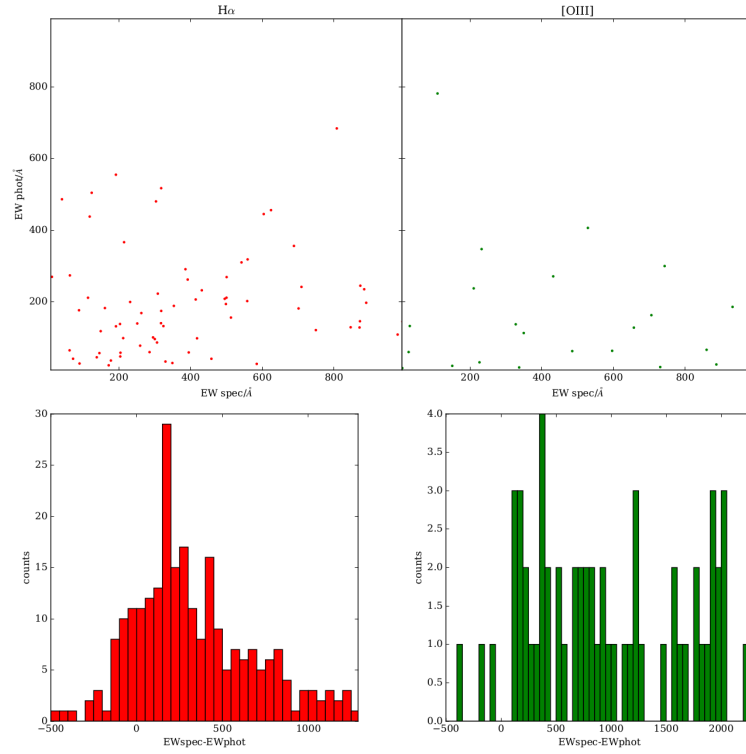 Hα [OIII]
800
600
EW phot/Å
400
200
200 400 600 800 200 400 600 800
EW spec/Å EW spec/Å
30 4.0
3.5
25
3.0
20
2.5
counts 15 counts 2.0
1.5
10
1.0
5
0.5
0 0.0
−500 0 500 1000 −500 0 500 1000 1500 2000
EWspec-EWphot EWspec-EWphot